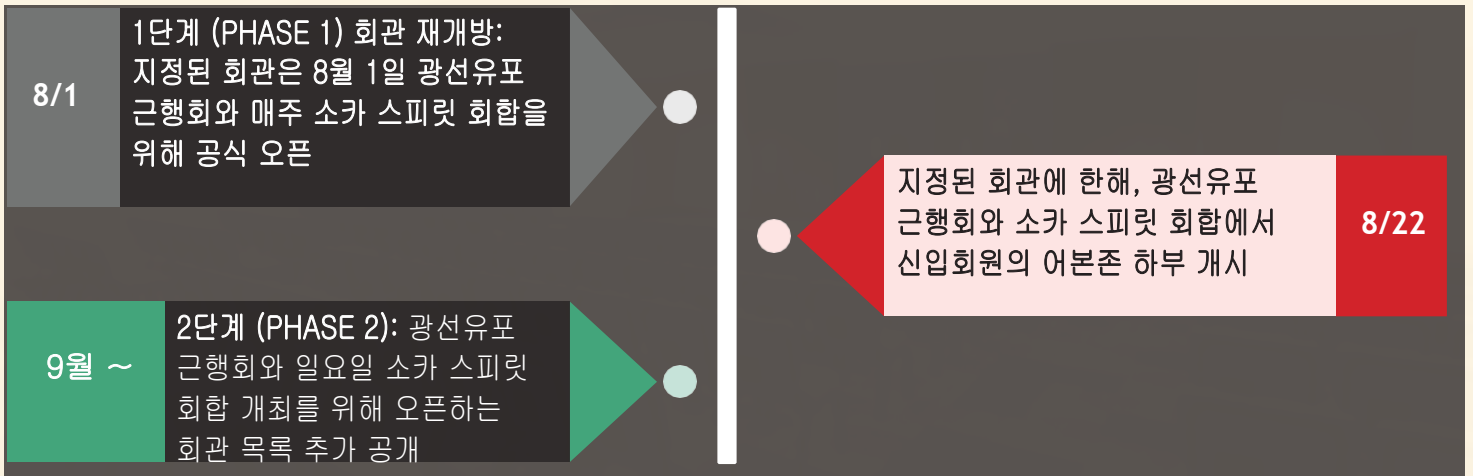 8/1
1단계 (PHASE 1) 회관 재개방:
지정된 회관은 8월 1일 광선유포
근행회와 매주 소카 스피릿 회합을
위해 공식 오픈
지정된 회관에 한해, 광선유포
근행회와 소카 스피릿 회합에서
신입회원의 어본존 하부 개시
8/22
9월 ~
2단계 (PHASE 2): 광선유포
근행회와 일요일 소카 스피릿
회합 개최를 위해 오픈하는
회관 목록 추가 공개